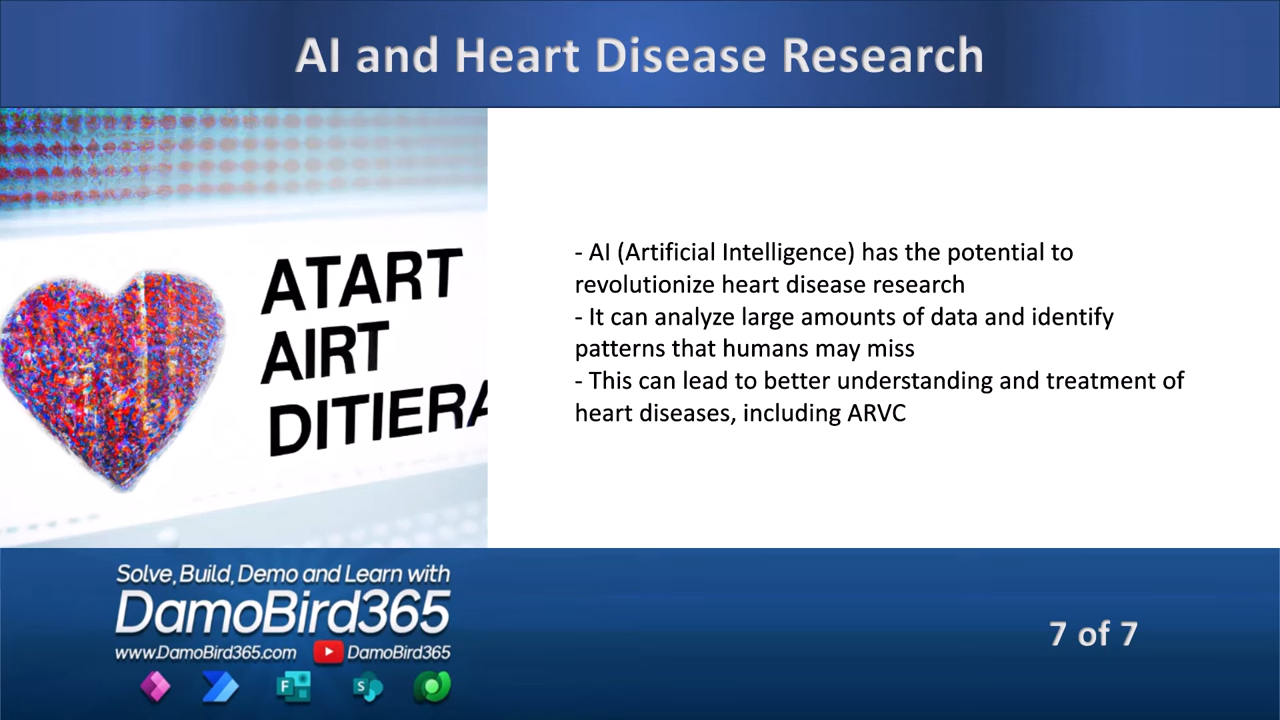 AI and Heart Disease Research
ATART
AIRT
DITIERA
- AI (Artificial Intelligence) has the potential to
revolutionize heart disease research
- It can analyze large amounts of data and identify
patterns that humans may miss
- This can lead to better understanding and treatment of
heart diseases, including ARVC
Solve, Build, Demo and Learn with
DamoBird365
www.DamoBird365.com DamoBird365
F S
7 of 7